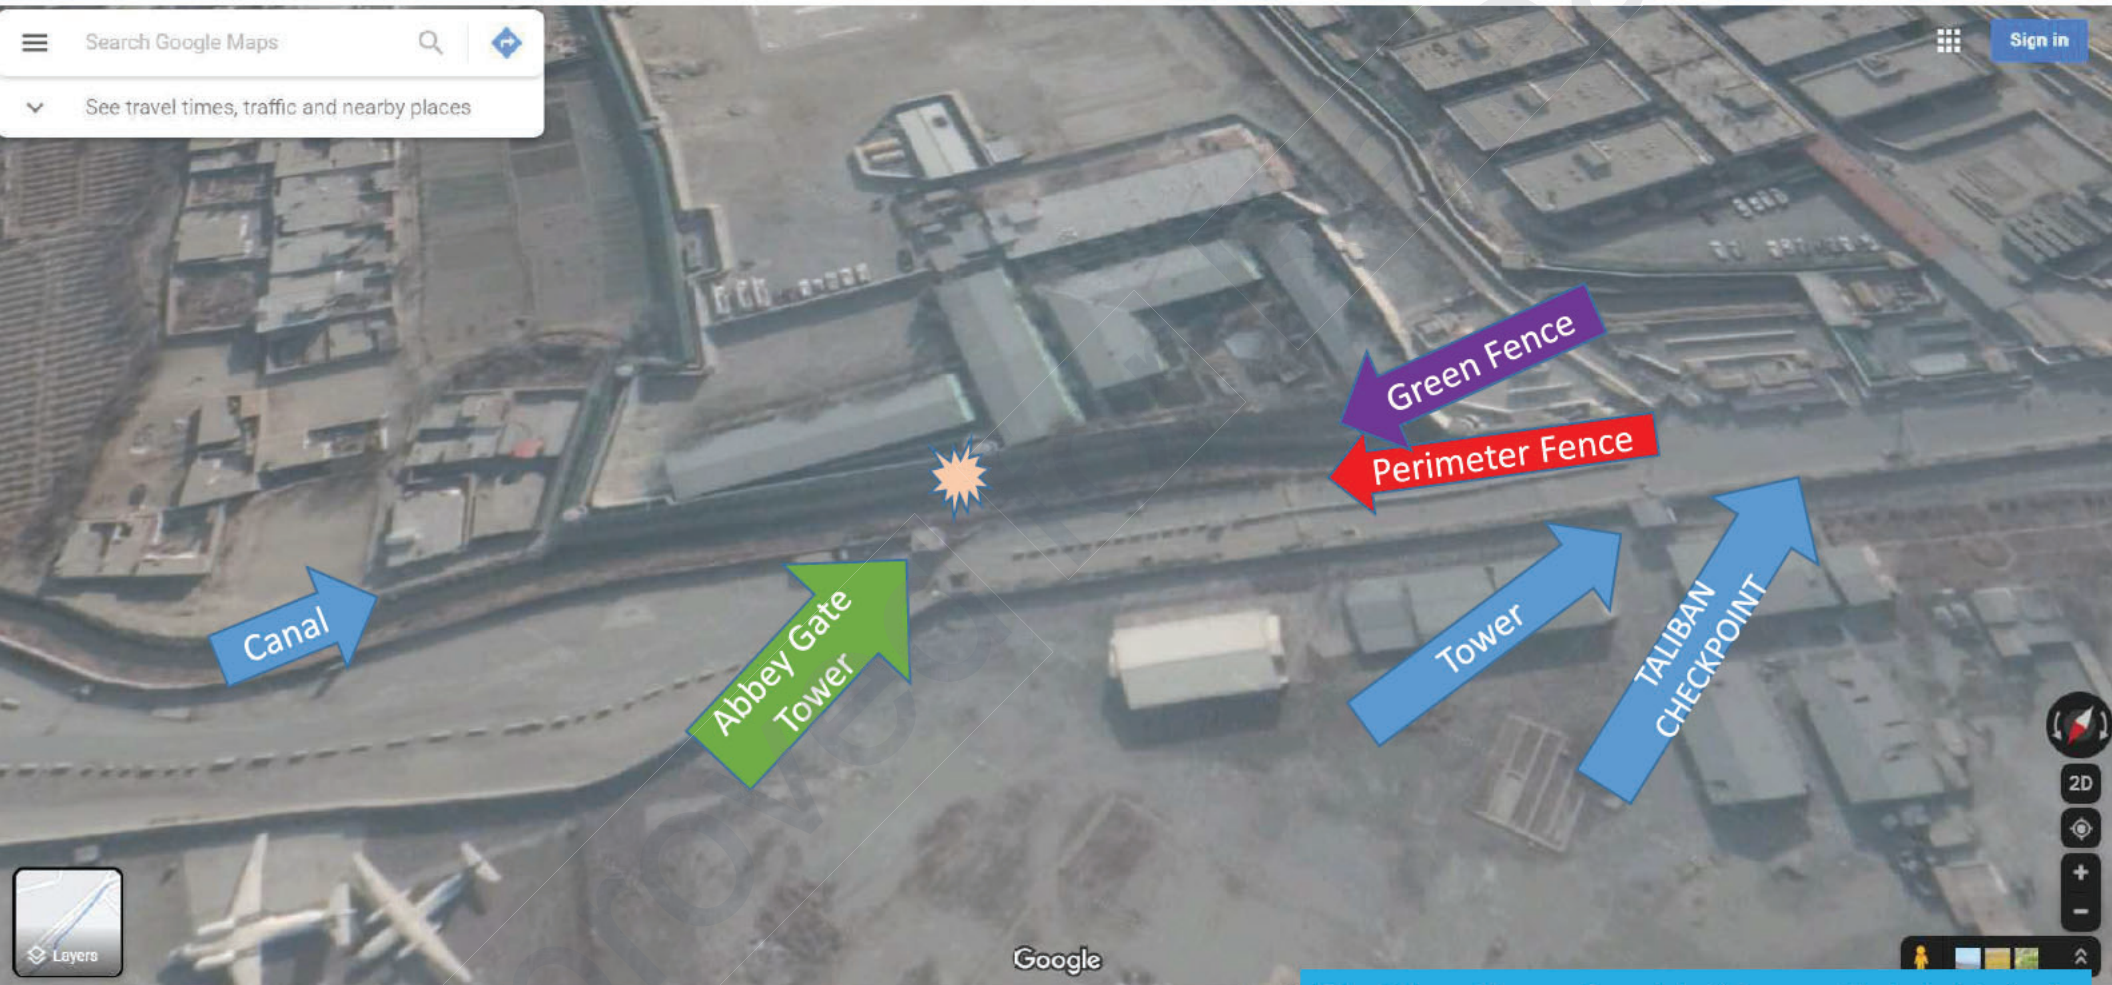 Search Google Maps
Sign in
See travel times, traffic and nearby places
Green Fence
Perimeter Fence
Canal
Abbey Gate
Tower
Tower
TALIBAN
CHECKPOINT
2D
Layers
Google